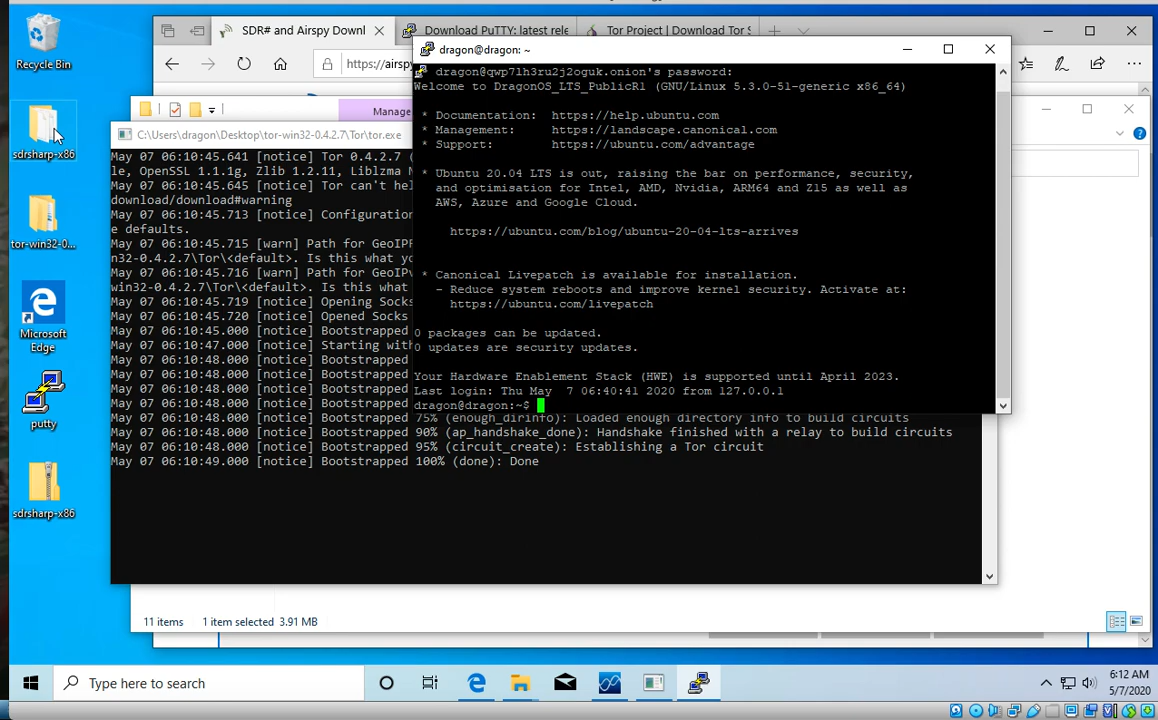 Recycle Bin
sdrsharp-x86
tor-win32-0....
Microsoft
Edge
putty
sdrsharp-x86
SDR# and Airspy Downl
Download PuTTY: latest rele
Tor Project | Download Tor S
https://airspy
Manage
C:\Users\dragon\Desktop\tor-win32-0.4.2.7\Tor\tor.exe
May 07 06:10:45.641 [notice] Tor 0.4.2.7 (
le, OpenSSL 1.1.1g, Zlib 1.2.11, Liblzma N
May 07 06:10:45.645 [notice] Tor can't hel
download/download#warning
May 07 06:10:45.713 [notice] Configuration
e defaults.
May 07 06:10:45.715 [warn] Path for GeoIPF
n32-0.4.2.7\Tor\<default>. Is this what yo
May 07 06:10:45.716 [warn] Path for GeoIPv
win32-0.4.2.7\Tor\<default>. Is this what
May 07 06:10:45.719 [notice] Opening Socks
May 07 06:10:45.720 [notice] Opened Socks
May 07 06:10:45.000 [notice] Bootstrapped
May 07 06:10:47.000 [notice] Starting with
May 07 06:10:48.000 [notice] Bootstrapped
May 07 06:10:48.000 [notice] Bootstrapped
May 07 06:10:48.000 [notice] Bootstrapped
May 07 06:10:48.000 [notice] Bootstrapped
May 07 06:10:48.000 [notice] Bootstrapped 75% (enough_dirinfo): Loaded enough directory info to build circuits
May 07 06:10:48.000 [notice] Bootstrapped 90% (ap_handshake_done): Handshake finished with a relay to build circuits
May 07 06:10:48.000 [notice] Bootstrapped 95% (circuit_create): Establishing a Tor circuit
May 07 06:10:49.000 [notice] Bootstrapped 100% (done): Done
dragon@dragon: ~
dragon@qwp7lh3ru2j2oguk.onion's password:
Welcome to DragonOS_LTS_PublicR1 (GNU/Linux 5.3.0-51-generic x86_64)
* Documentation: https://help.ubuntu.com
* Management: https://landscape.canonical.com
* Support: https://ubuntu.com/advantage
* Ubuntu 20.04 LTS is out, raising the bar on performance, security,
and optimisation for Intel, AMD, Nvidia, ARM64 and Z15 as well as
AWS, Azure and Google Cloud.
https://ubuntu.com/blog/ubuntu-20-04-lts-arrives
* Canonical Livepatch is available for installation.
- Reduce system reboots and improve kernel security. Activate at:
https://ubuntu.com/livepatch
0 packages can be updated.
0 updates are security updates.
Your Hardware Enablement Stack (HWE) is supported until April 2023.
Last login: Thu May 7 06:40:41 2020 from 127.0.0.1
dragon@dragon:~$
11 items 1 item selected 3.91 MB
Type here to search
6:12 AM
5/7/2020